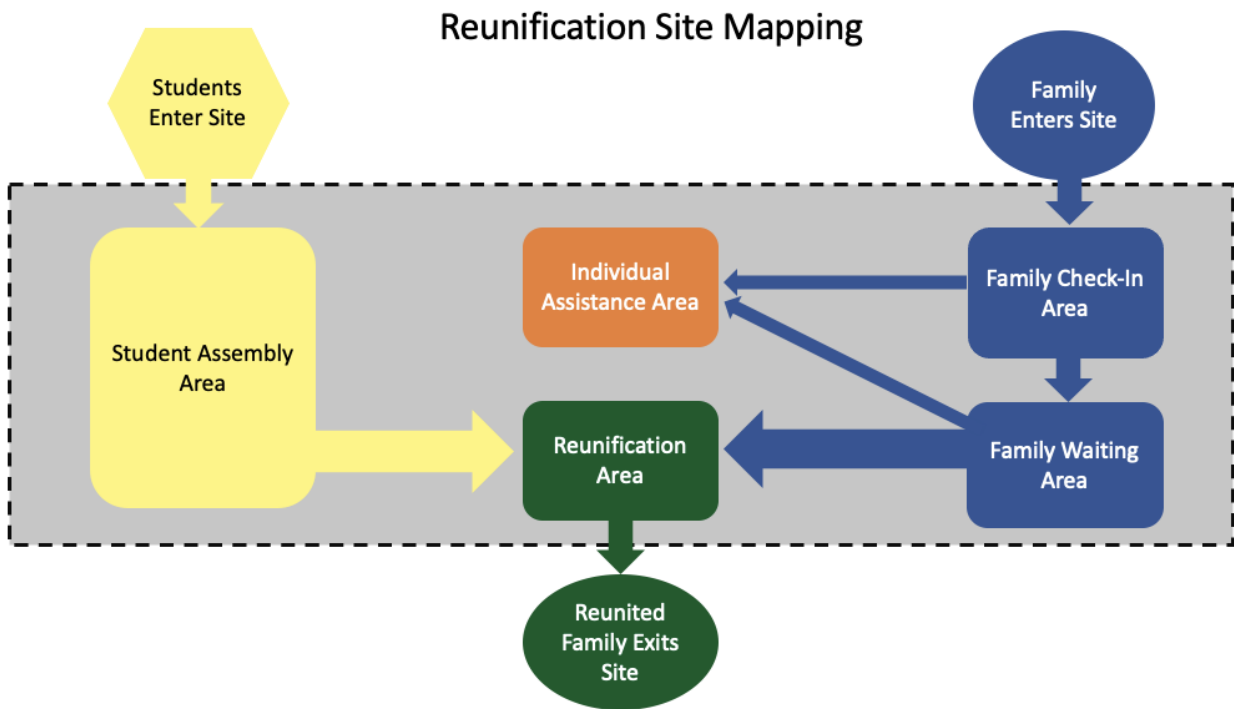 Reunification Site Mapping
Students
Enter Site
Family
Enters Site
Individual
Assistance Area
Family Check-In
Area
Student Assembly
Area
Reunification
Area
Family Waiting
Area
Reunited
Family Exits
Site